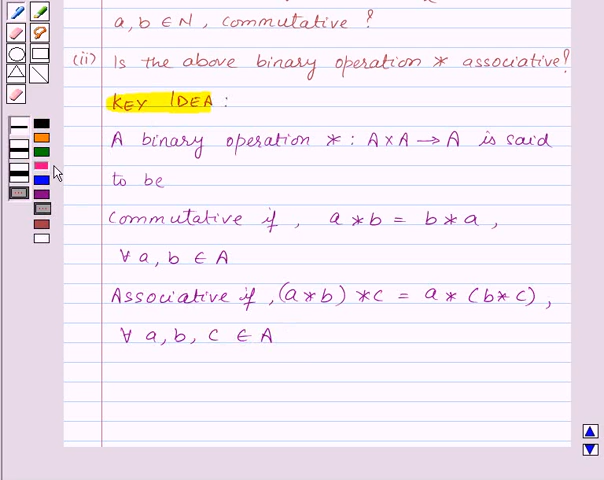 a, b ∈ N, commutative?
(ii) Is the above binary operation * associative?
KEY IDEA :
A binary operation * : A×A → A is said
to be
Commutative if, a*b = b*a,
∀ a, b ∈ A
Associative if, (a*b)*c = a*(b*c),
∀ a, b, c ∈ A